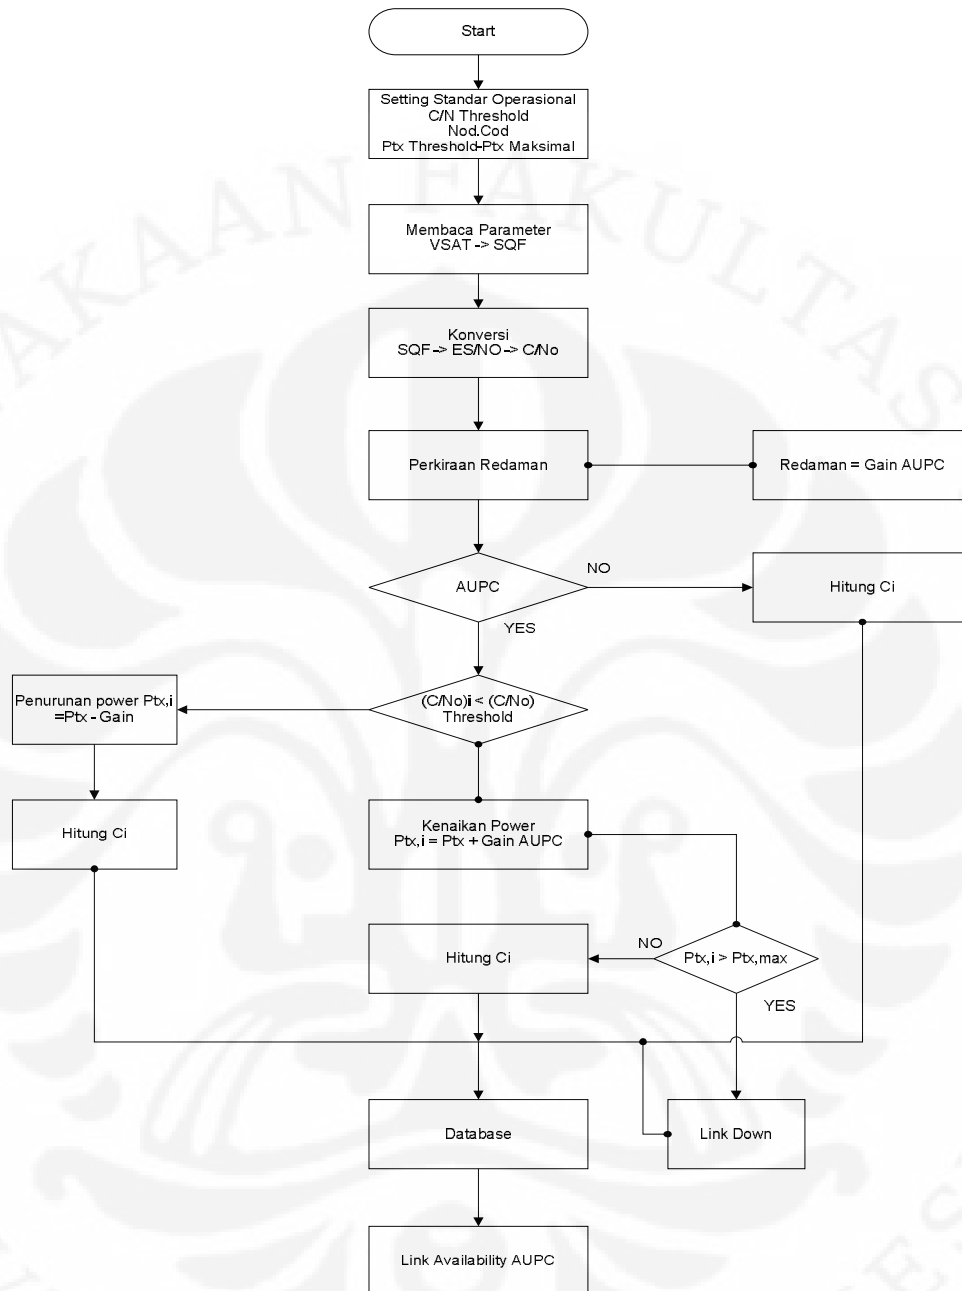 Start
Setting Standar Operasional
C/N Threshold
Nod.Cod
Ptx Threshold-Ptx Maksimal
Membaca Parameter
VSAT -> SQF
Konversi
SQF -> ES/NO -> C/No
Perkiraan Redaman
Redaman = Gain AUPC
AUPC
NO
Hitung Ci
YES
(C/No)i < (C/No)
Threshold
Penurunan power Ptx,i
=Ptx - Gain
Hitung Ci
Kenaikan Power
Ptx,i = Ptx + Gain AUPC
Hitung Ci
NO
Ptx,i > Ptx,max
YES
Database
Link Down
Link Availability AUPC